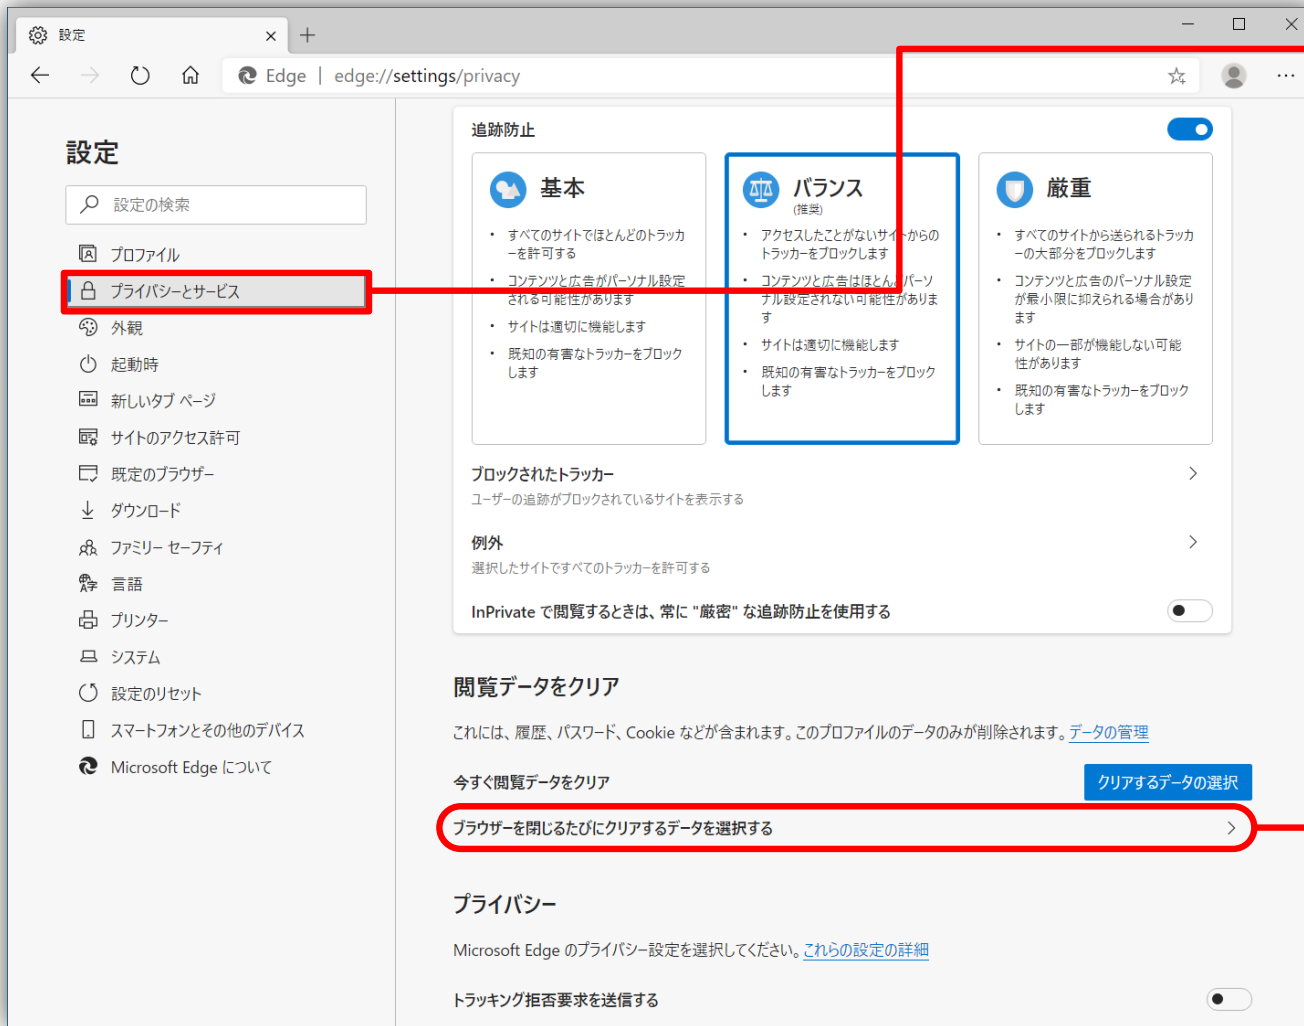 設定
Edge | edge://settings/privacy
設定
設定の検索
プロファイル
プライバシーとサービス
外観
起動時
新しいタブ ページ
サイトのアクセス許可
既定のブラウザー
ダウンロード
ファミリー セーフティ
言語
プリンター
システム
設定のリセット
スマートフォンとその他のデバイス
Microsoft Edge について
追跡防止
基本
・ すべてのサイトでほとんどのトラッカ
ーを許可する
・ コンテンツと広告がパーソナル設定
される可能性があります
・ サイトは適切に機能します
・ 既知の有害なトラッカーをブロック
します
バランス
(推奨)
・ アクセスしたことがないサイトからの
トラッカーをブロックします
・ コンテンツと広告はほとんどパーソ
ナル設定されない可能性がありま
す
・ サイトは適切に機能します
・ 既知の有害なトラッカーをブロック
します
厳重
・ すべてのサイトから送られるトラッカ
ーの大部分をブロックします
・ コンテンツと広告のパーソナル設定
が最小限に抑えられる場合があり
ます
・ サイトの一部が機能しない可能
性があります
・ 既知の有害なトラッカーをブロック
します
ブロックされたトラッカー
ユーザーの追跡がブロックされているサイトを表示する
例外
選択したサイトですべてのトラッカーを許可する
InPrivate で閲覧するときは、常に "厳密" な追跡防止を使用する
閲覧データをクリア
これには、履歴、パスワード、Cookie などが含まれます。このプロファイルのデータのみが削除されます。データの管理
今すぐ閲覧データをクリア
クリアするデータの選択
ブラウザーを閉じるたびにクリアするデータを選択する
プライバシー
Microsoft Edge のプライバシー設定を選択してください。これらの設定の詳細
トラッキング拒否要求を送信する